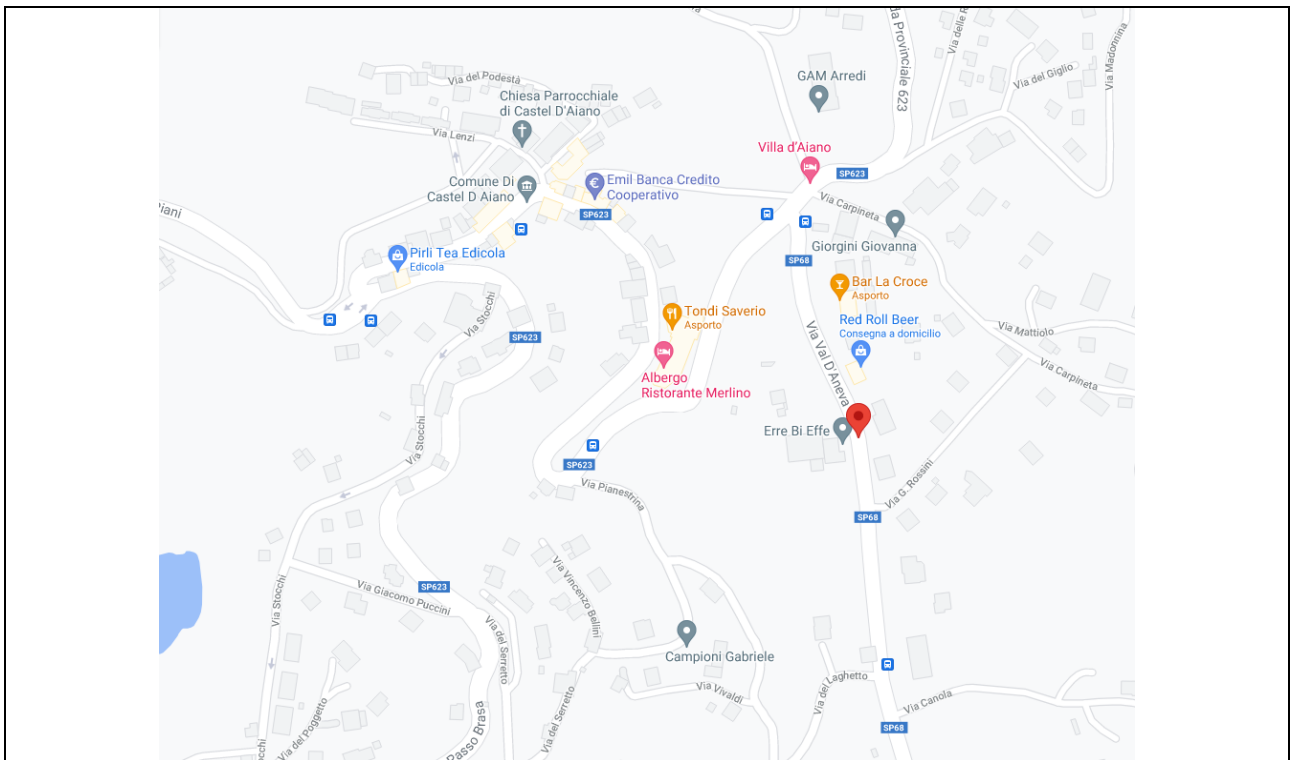 da Provinciale 623
Via delle R
Via Madonnina
Via del Giglio
GAM Arredi
Via del Podestà
Chiesa Parrocchiale
di Castel D'Aiano
Via Lenzi
Villa d'Aiano
SP623
Comune Di
Castel D Aiano
Emil Banca Credito
Cooperativo
SP623
Via Carpineta
Piani
Giorgini Giovanna
Pirli Tea Edicola
Edicola
SP68
Bar La Croce
Asporto
Via Stocchi
Tondi Saverio
Asporto
Red Roll Beer
Consegna a domicilio
Via Mattiolo
SP623
Via Val D'Aneva
Albergo
Ristorante Merlino
Via Carpineta
Erre Bi Effe
Via Stocchi
SP623
Via Pianestrina
Via G. Rossini
SP68
Via Stocchi
Via Giacomo Puccini
SP623
Via Vincenzo Bellini
Via del Serretto
Campioni Gabriele
Via Vivaldi
Via del Laghetto
Via Canola
Via del Serretto
SP68
Via del Poggetto
Passo Brasa
occhi